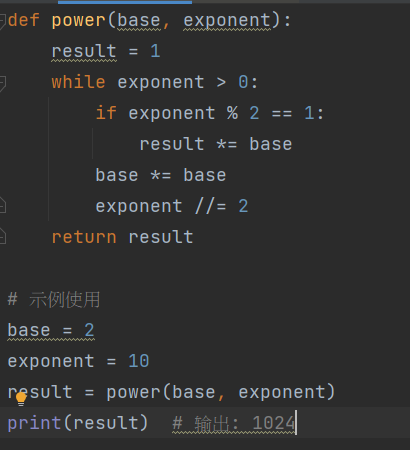 def power(base, exponent):
    result = 1
    while exponent > 0:
        if exponent % 2 == 1:
            result *= base
        base *= base
        exponent //= 2
    return result

# 示例使用
base = 2
exponent = 10
result = power(base, exponent)
print(result)  # 输出: 1024